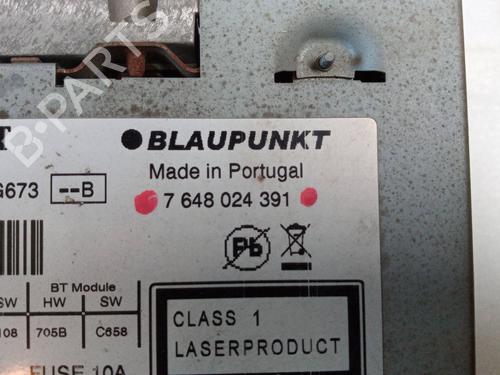 B-PARTS
BLAUPUNKT
Made in Portugal
G673 --B 7 648 024 391
Pb
BT Module
SW HW SW
108 705B C658
CLASS 1
LASERPRODUCT
FUSE 10A